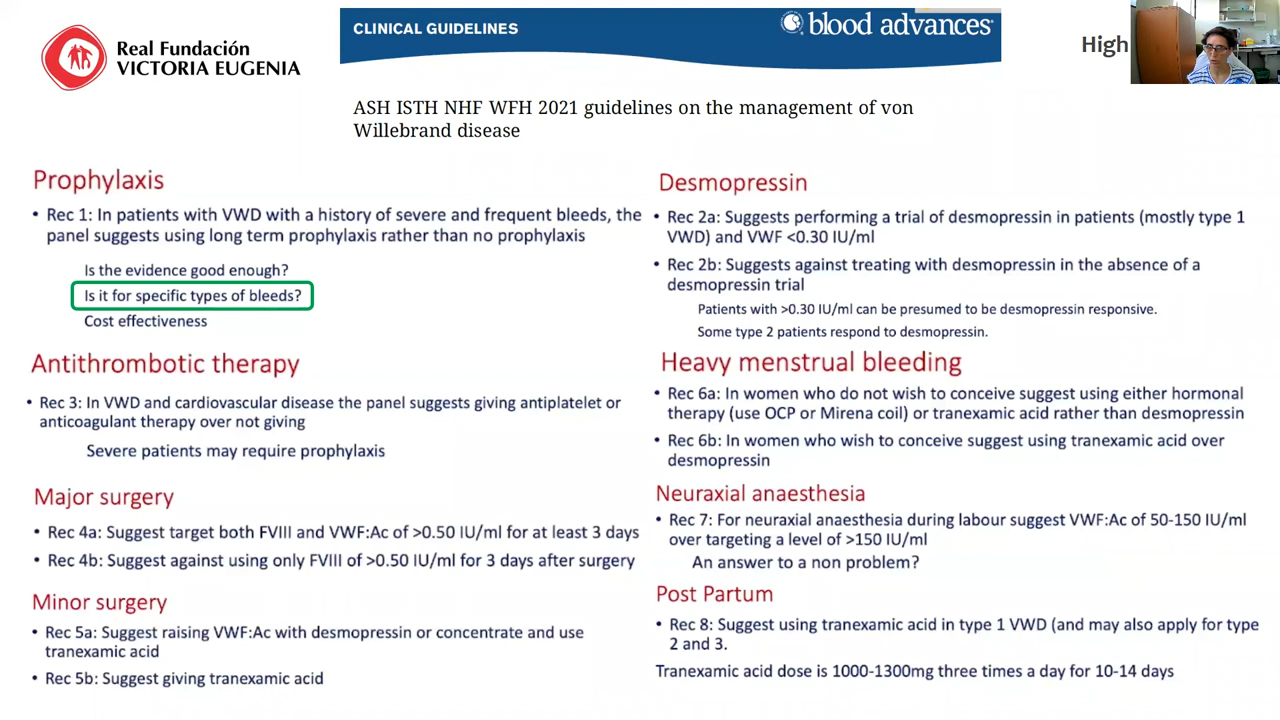 Real Fundación
VICTORIA EUGENIA
CLINICAL GUIDELINES
blood advances
High
ASH ISTH NHF WFH 2021 guidelines on the management of von
Willebrand disease
Prophylaxis
• Rec 1: In patients with VWD with a history of severe and frequent bleeds, the
panel suggests using long term prophylaxis rather than no prophylaxis
Is the evidence good enough?
Is it for specific types of bleeds?
Cost effectiveness
Antithrombotic therapy
• Rec 3: In VWD and cardiovascular disease the panel suggests giving antiplatelet or
anticoagulant therapy over not giving
Severe patients may require prophylaxis
Major surgery
• Rec 4a: Suggest target both FVIII and VWF:Ac of >0.50 IU/ml for at least 3 days
• Rec 4b: Suggest against using only FVIII of >0.50 IU/ml for 3 days after surgery
Minor surgery
• Rec 5a: Suggest raising VWF:Ac with desmopressin or concentrate and use
tranexamic acid
• Rec 5b: Suggest giving tranexamic acid
Desmopressin
• Rec 2a: Suggests performing a trial of desmopressin in patients (mostly type 1
VWD) and VWF <0.30 IU/ml
• Rec 2b: Suggests against treating with desmopressin in the absence of a
desmopressin trial
Patients with >0.30 IU/ml can be presumed to be desmopressin responsive.
Some type 2 patients respond to desmopressin.
Heavy menstrual bleeding
• Rec 6a: In women who do not wish to conceive suggest using either hormonal
therapy (use OCP or Mirena coil) or tranexamic acid rather than desmopressin
• Rec 6b: In women who wish to conceive suggest using tranexamic acid over
desmopressin
Neuraxial anaesthesia
• Rec 7: For neuraxial anaesthesia during labour suggest VWF:Ac of 50-150 IU/ml
over targeting a level of >150 IU/ml
An answer to a non problem?
Post Partum
• Rec 8: Suggest using tranexamic acid in type 1 VWD (and may also apply for type
2 and 3.
Tranexamic acid dose is 1000-1300mg three times a day for 10-14 days